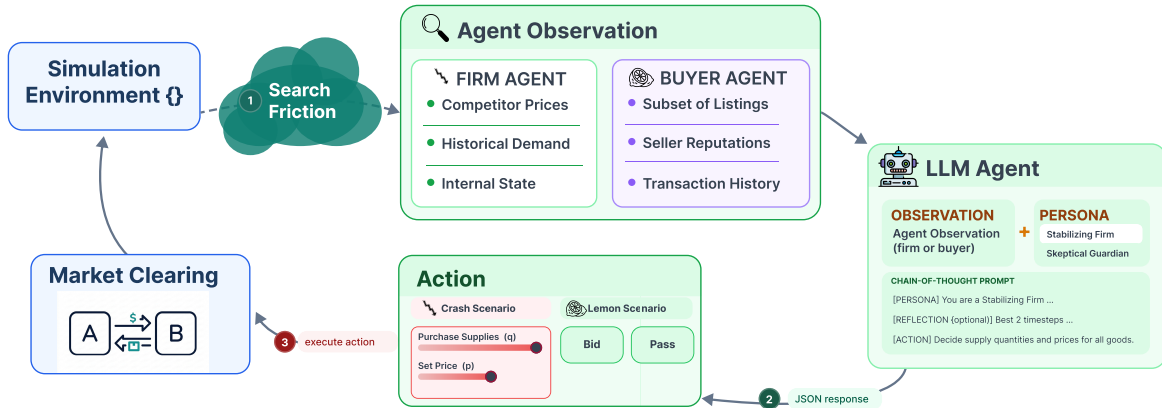 Simulation
Environment {}
1
Search
Friction
Agent Observation
FIRM AGENT
Competitor Prices
Historical Demand
Internal State
BUYER AGENT
Subset of Listings
Seller Reputations
Transaction History
LLM Agent
OBSERVATION
Agent Observation
(firm or buyer)
+
PERSONA
Stabilizing Firm
Skeptical Guardian
CHAIN-OF-THOUGHT PROMPT
[PERSONA] You are a Stabilizing Firm ...
[REFLECTION (optional)] Best 2 timesteps ...
[ACTION] Decide supply quantities and prices for all goods.
2
JSON response
Action
Crash Scenario
Purchase Supplies (q)
Set Price (p)
Lemon Scenario
Bid
Pass
3
execute action
Market Clearing
A
$
B